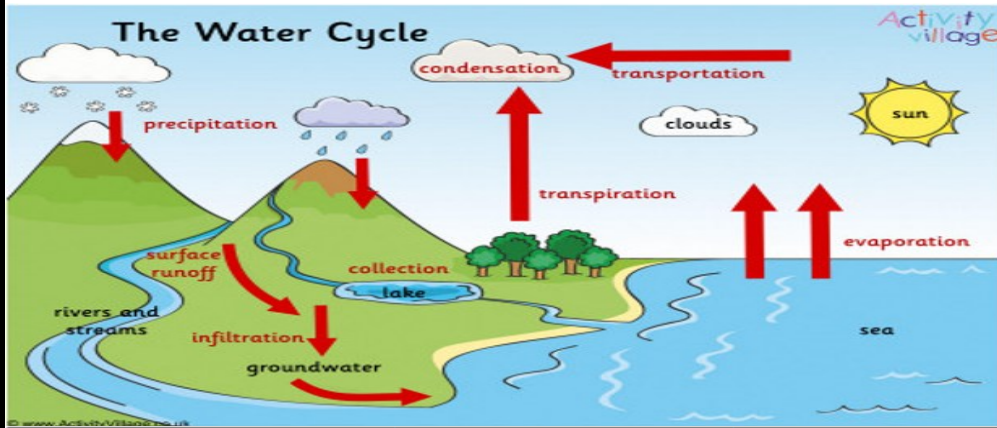 The Water Cycle
Activity
village
condensation
transportation
clouds
sun
precipitation
transpiration
evaporation
surface
runoff
collection
lake
rivers and
streams
infiltration
sea
groundwater
© www.ActivityVillage.co.uk